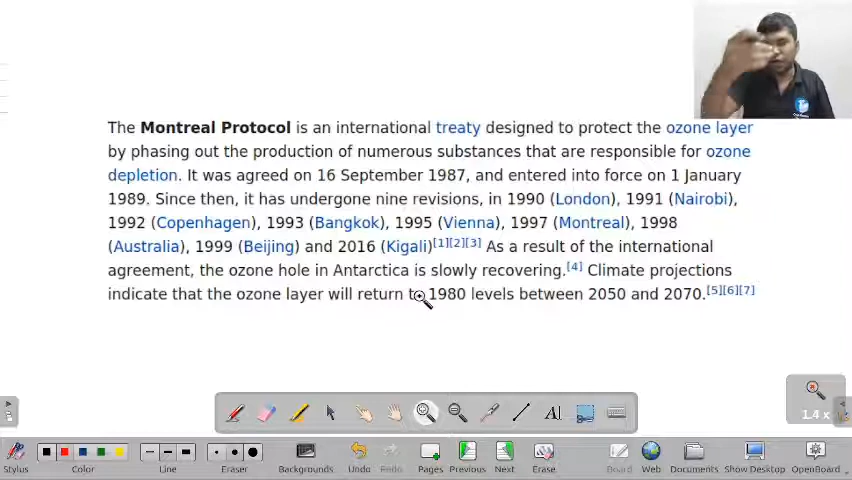 The Montreal Protocol is an international treaty designed to protect the ozone layer
by phasing out the production of numerous substances that are responsible for ozone
depletion. It was agreed on 16 September 1987, and entered into force on 1 January
1989. Since then, it has undergone nine revisions, in 1990 (London), 1991 (Nairobi),
1992 (Copenhagen), 1993 (Bangkok), 1995 (Vienna), 1997 (Montreal), 1998
(Australia), 1999 (Beijing) and 2016 (Kigali)[1][2][3] As a result of the international
agreement, the ozone hole in Antarctica is slowly recovering.[4] Climate projections
indicate that the ozone layer will return to 1980 levels between 2050 and 2070.[5][6][7]
1.4 x
AI
Stylus Color Line Eraser Backgrounds Undo Redo Pages Previous Next Erase Board Web Documents Show Desktop OpenBoard